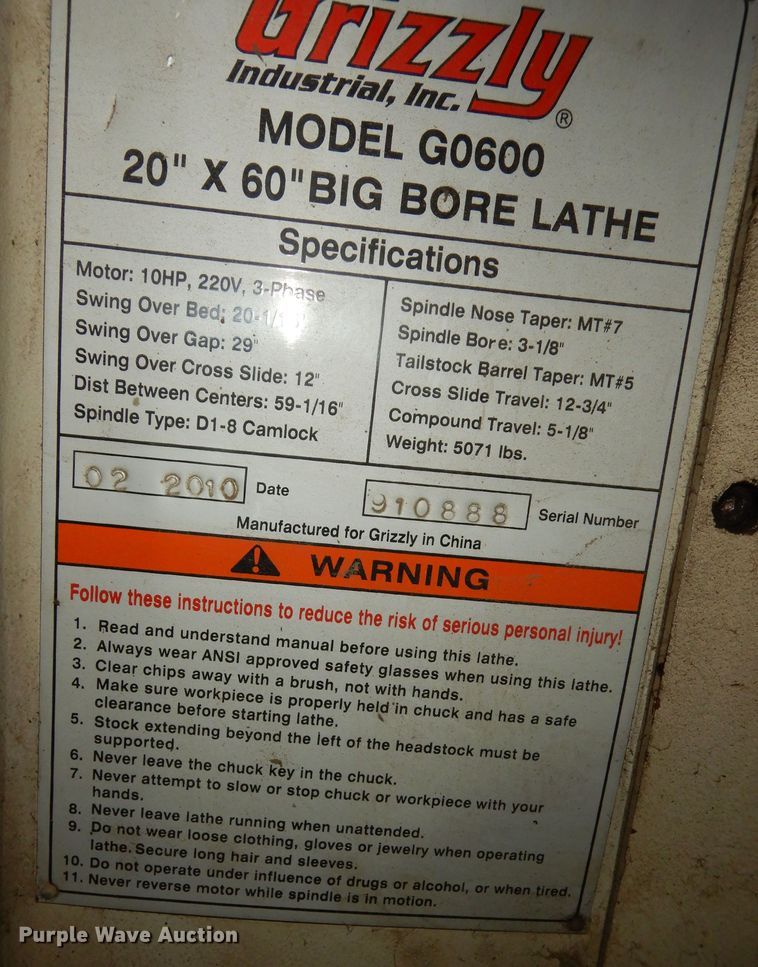 Grizzly
Industrial, Inc. ®
MODEL G0600
20" X 60" BIG BORE LATHE
Specifications
Motor: 10HP, 220V, 3-Phase
Swing Over Bed: 20-1/16"
Swing Over Gap: 29"
Swing Over Cross Slide: 12"
Dist Between Centers: 59-1/16"
Spindle Type: D1-8 Camlock
Spindle Nose Taper: MT#7
Spindle Bore: 3-1/8"
Tailstock Barrel Taper: MT#5
Cross Slide Travel: 12-3/4"
Compound Travel: 5-1/8"
Weight: 5071 lbs.
02 2010 Date
910888 Serial Number
Manufactured for Grizzly in China
WARNING
Follow these instructions to reduce the risk of serious personal injury!
1. Read and understand manual before using this lathe.
2. Always wear ANSI approved safety glasses when using this lathe.
3. Clear chips away with a brush, not with hands.
4. Make sure workpiece is properly held in chuck and has a safe
clearance before starting lathe.
5. Stock extending beyond the left of the headstock must be
supported.
6. Never leave the chuck key in the chuck.
7. Never attempt to slow or stop chuck or workpiece with your
hands.
8. Never leave lathe running when unattended.
9. Do not wear loose clothing, gloves or jewelry when operating
lathe. Secure long hair and sleeves.
10. Do not operate under influence of drugs or alcohol, or when tired.
11. Never reverse motor while spindle is in motion.
Purple Wave Auction